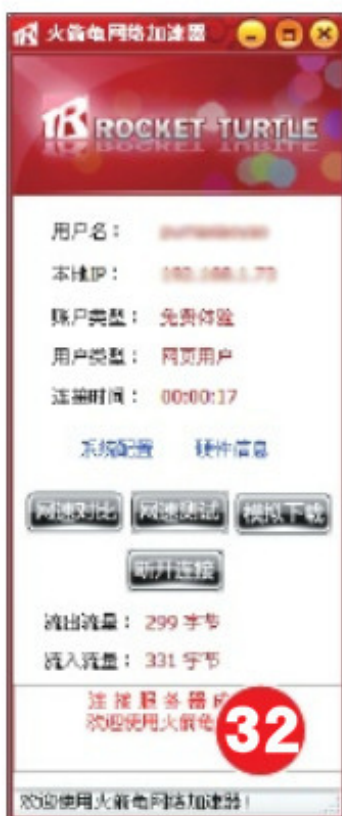 火箭龟网络加速器
ROCKET TURTLE
用户名：
本地IP： 192.168.1.73
账户类型： 免费体验
用户类型： 网页用户
连接时间： 00:00:17
系统配置 硬件信息
网速对比 网速测试 模拟下载
断开连接
流出流量： 299 字节
流入流量： 331 字节
连接服务器成
欢迎使用火箭龟
32
欢迎使用火箭龟网络加速器！